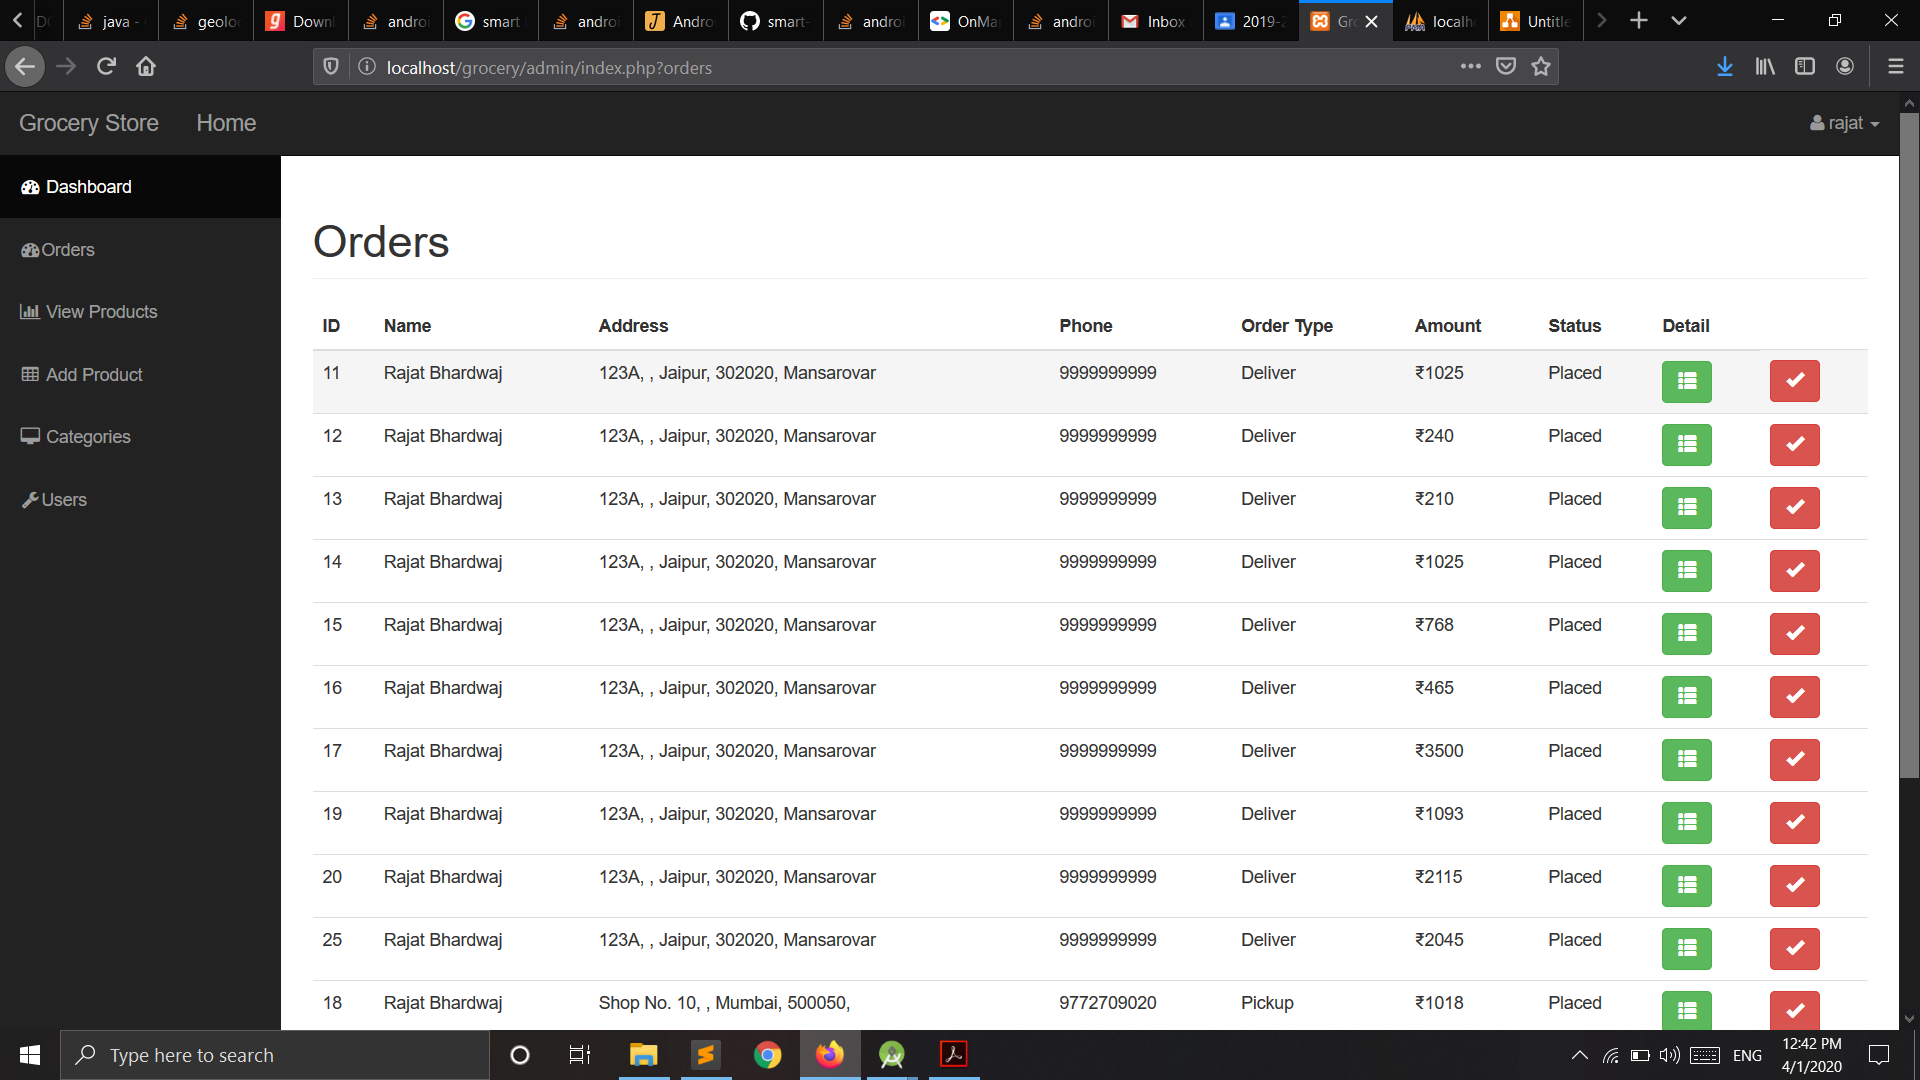 java -
geoloc
Downl
androi
smart
androi
Andro
smart-
androi
OnMa
androi
Inbox
2019-2
Gro
localh
Untitle
localhost/grocery/admin/index.php?orders
Grocery Store Home rajat
Dashboard
Orders
View Products
Add Product
Categories
Users
Orders
ID Name Address Phone Order Type Amount Status Detail
11 Rajat Bhardwaj 123A, , Jaipur, 302020, Mansarovar 9999999999 Deliver ₹1025 Placed
12 Rajat Bhardwaj 123A, , Jaipur, 302020, Mansarovar 9999999999 Deliver ₹240 Placed
13 Rajat Bhardwaj 123A, , Jaipur, 302020, Mansarovar 9999999999 Deliver ₹210 Placed
14 Rajat Bhardwaj 123A, , Jaipur, 302020, Mansarovar 9999999999 Deliver ₹1025 Placed
15 Rajat Bhardwaj 123A, , Jaipur, 302020, Mansarovar 9999999999 Deliver ₹768 Placed
16 Rajat Bhardwaj 123A, , Jaipur, 302020, Mansarovar 9999999999 Deliver ₹465 Placed
17 Rajat Bhardwaj 123A, , Jaipur, 302020, Mansarovar 9999999999 Deliver ₹3500 Placed
19 Rajat Bhardwaj 123A, , Jaipur, 302020, Mansarovar 9999999999 Deliver ₹1093 Placed
20 Rajat Bhardwaj 123A, , Jaipur, 302020, Mansarovar 9999999999 Deliver ₹2115 Placed
25 Rajat Bhardwaj 123A, , Jaipur, 302020, Mansarovar 9999999999 Deliver ₹2045 Placed
18 Rajat Bhardwaj Shop No. 10, , Mumbai, 500050, 9772709020 Pickup ₹1018 Placed
Type here to search
ENG
12:42 PM
4/1/2020